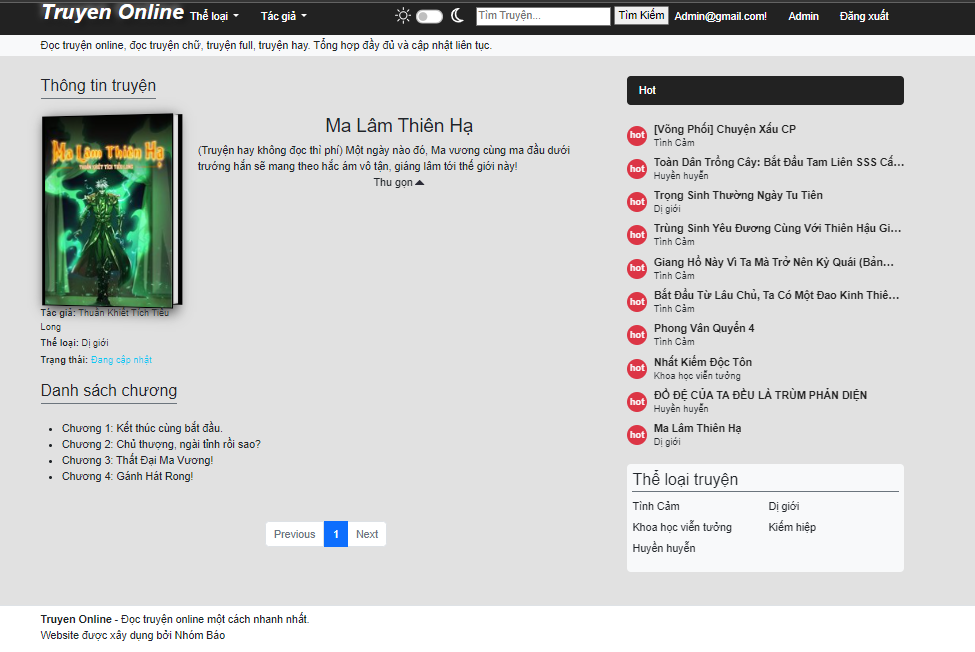 Truyen Online
Thể loại
Tác giả
Tìm Truyện...
Tìm Kiếm
Admin@gmail.com!
Admin
Đăng xuất
Đọc truyện online, đọc truyện chữ, truyện full, truyện hay. Tổng hợp đầy đủ và cập nhật liên tục.
Thông tin truyện
Ma Lâm Thiên Hạ
THUẦN KHIẾT TÍCH TIỂU LONG
Tác giả: Thuần Khiết Tích Tiểu
Long
Thể loại: Dị giới
Trạng thái: Đang cập nhật
Ma Lâm Thiên Hạ
(Truyện hay không đọc thì phí) Một ngày nào đó, Ma vương cùng ma đầu dưới
trướng hắn sẽ mang theo hắc ám vô tận, giáng lâm tới thế giới này!
Thu gọn
Danh sách chương
Chương 1: Kết thúc cùng bắt đầu.
Chương 2: Chủ thượng, ngài tỉnh rồi sao?
Chương 3: Thất Đại Ma Vương!
Chương 4: Gánh Hát Rong!
Previous
1
Next
Hot
hot
[Võng Phối] Chuyện Xấu CP
Tình Cảm
hot
Toàn Dân Trồng Cây: Bắt Đầu Tam Liên SSS Cấ...
Huyền huyễn
hot
Trọng Sinh Thường Ngày Tu Tiên
Dị giới
hot
Trùng Sinh Yêu Đương Cùng Với Thiên Hậu Gi...
Tình Cảm
hot
Giang Hồ Này Vì Ta Mà Trở Nên Kỳ Quái (Bản...
Tình Cảm
hot
Bắt Đầu Từ Lâu Chủ, Ta Có Một Đao Kinh Thiê...
Tình Cảm
hot
Phong Vân Quyển 4
Tình Cảm
hot
Nhất Kiếm Độc Tôn
Khoa học viễn tưởng
hot
ĐỒ ĐỆ CỦA TA ĐỀU LÀ TRÙM PHẢN DIỆN
Huyền huyễn
hot
Ma Lâm Thiên Hạ
Dị giới
Thể loại truyện
Tình Cảm
Dị giới
Khoa học viễn tưởng
Kiếm hiệp
Huyền huyễn
Truyen Online - Đọc truyện online một cách nhanh nhất.
Website được xây dựng bởi Nhóm Báo